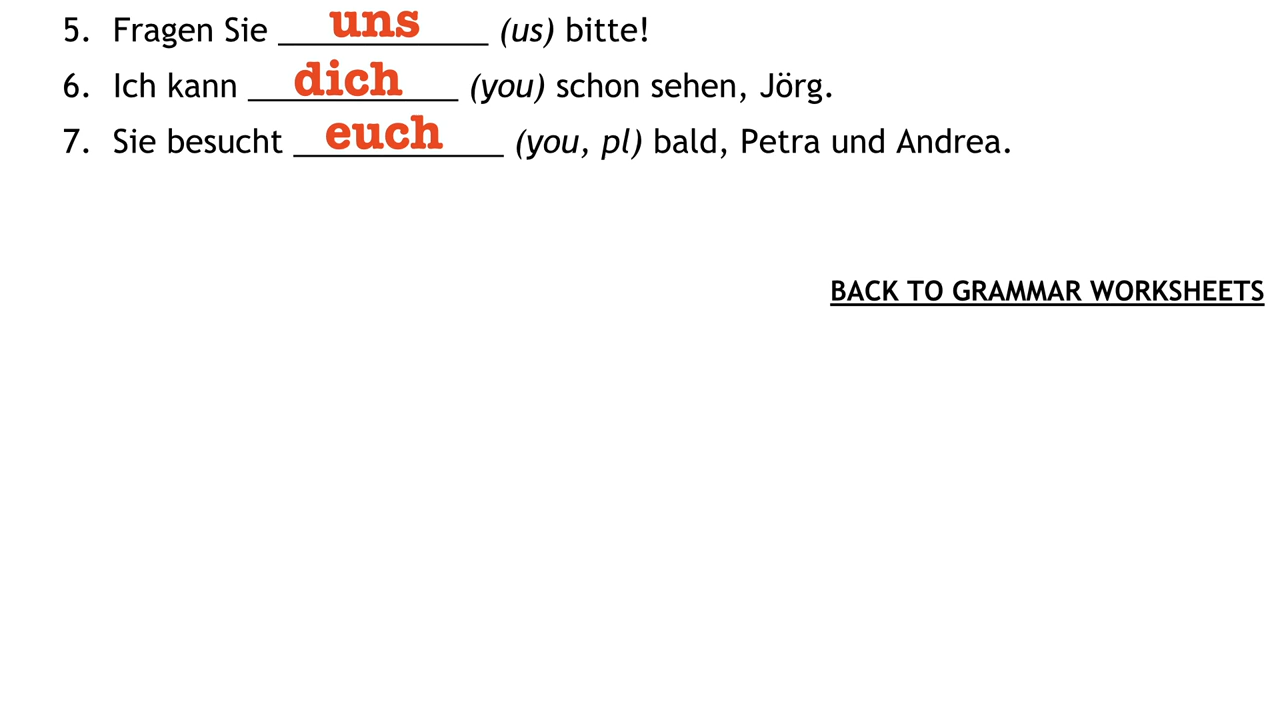 5. Fragen Sie uns (us) bitte!
6. Ich kann dich (you) schon sehen, Jörg.
7. Sie besucht euch (you, pl) bald, Petra und Andrea.
BACK TO GRAMMAR WORKSHEETS